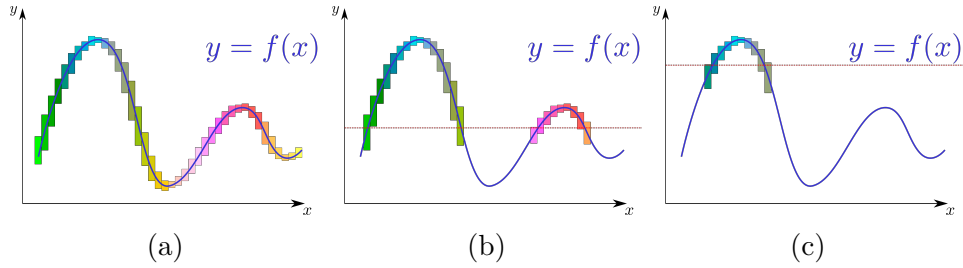 y
y = f(x)
x
(a)
y
y = f(x)
x
(b)
y
y = f(x)
x
(c)